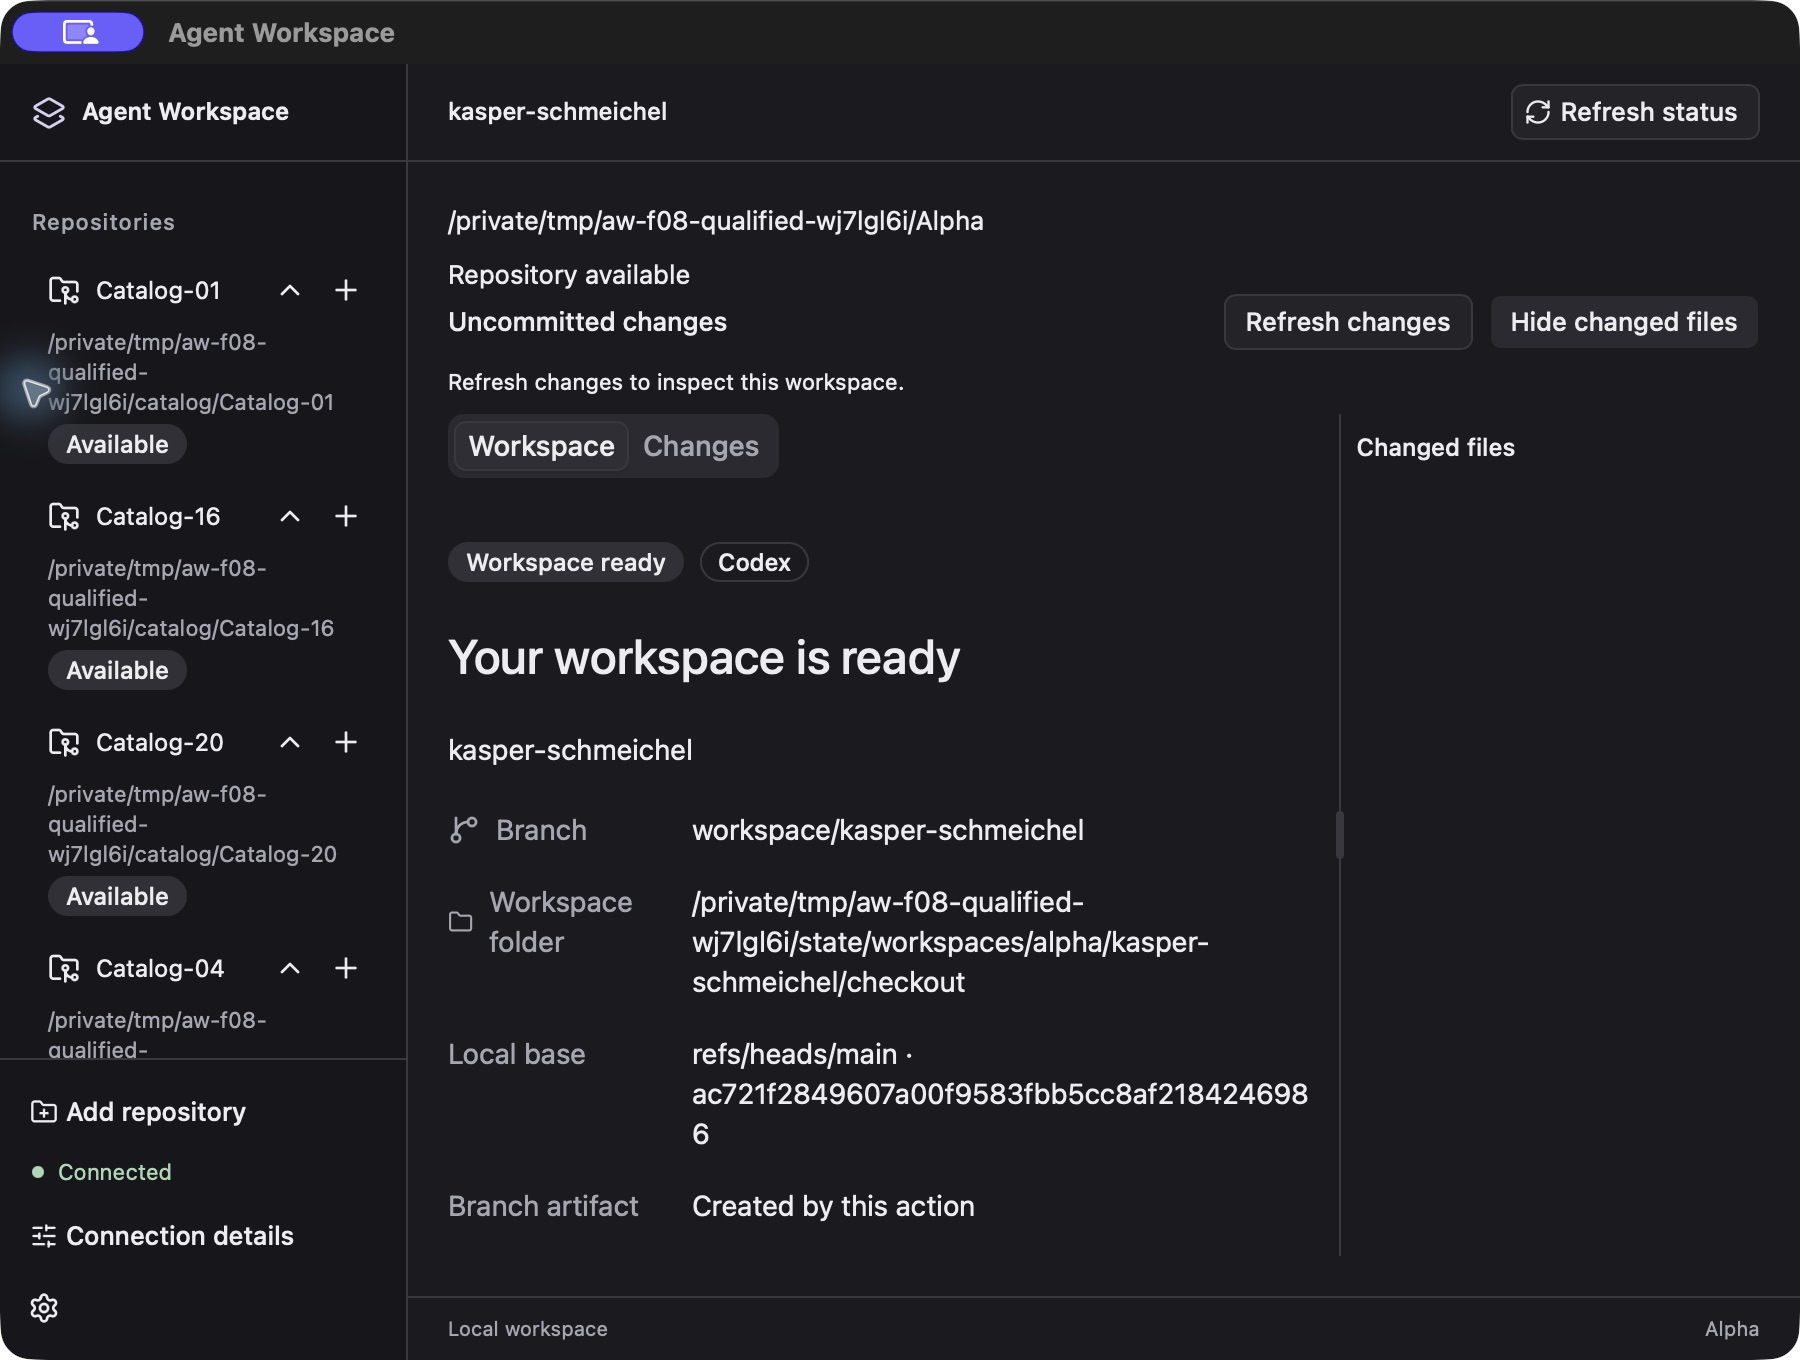 Agent Workspace
Agent Workspace
Repositories
Catalog-01
/private/tmp/aw-f08-
qualified-
wj7lgl6i/catalog/Catalog-01
Available
Catalog-16
/private/tmp/aw-f08-
qualified-
wj7lgl6i/catalog/Catalog-16
Available
Catalog-20
/private/tmp/aw-f08-
qualified-
wj7lgl6i/catalog/Catalog-20
Available
Catalog-04
/private/tmp/aw-f08-
qualified-
Add repository
Connected
Connection details
kasper-schmeichel
Refresh status
/private/tmp/aw-f08-qualified-wj7lgl6i/Alpha
Repository available
Uncommitted changes
Refresh changes
Hide changed files
Refresh changes to inspect this workspace.
Workspace
Changes
Changed files
Workspace ready
Codex
Your workspace is ready
kasper-schmeichel
Branch
workspace/kasper-schmeichel
Workspace
folder
/private/tmp/aw-f08-qualified-
wj7lgl6i/state/workspaces/alpha/kasper-
schmeichel/checkout
Local base
refs/heads/main ·
ac721f2849607a00f9583fbb5cc8af218424698
6
Branch artifact
Created by this action
Local workspace
Alpha